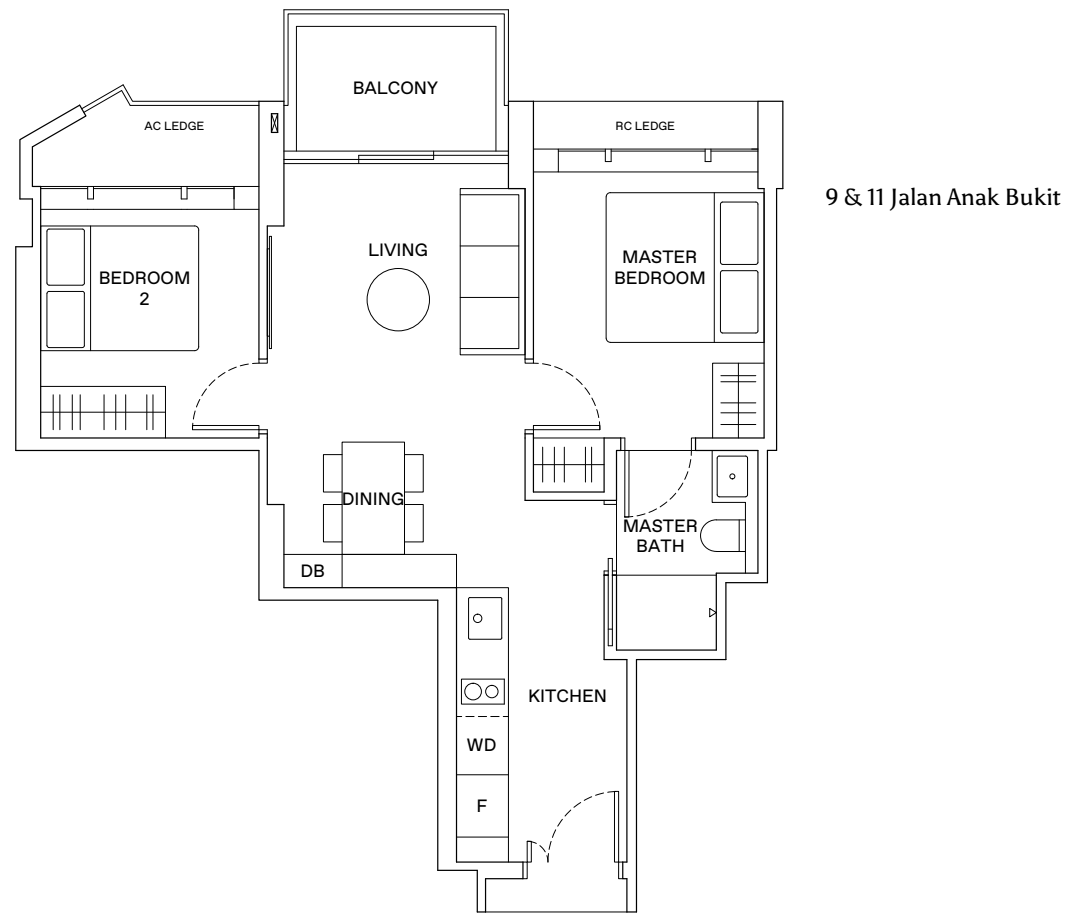 BALCONY
AC LEDGE
RC LEDGE
9 & 11 Jalan Anak Bukit
LIVING
MASTER
BEDROOM
BEDROOM
2
DINING
MASTER
BATH
DB
KITCHEN
WD
F